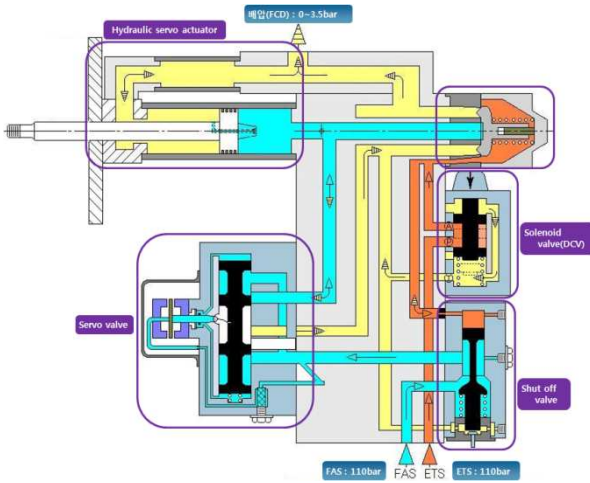 배압(FCD) : 0~3.5bar
Hydraulic servo actuator
Solenoid
valve(DCV)
Servo valve
Shut off
valve
FAS : 110bar
FAS
ETS
ETS : 110bar